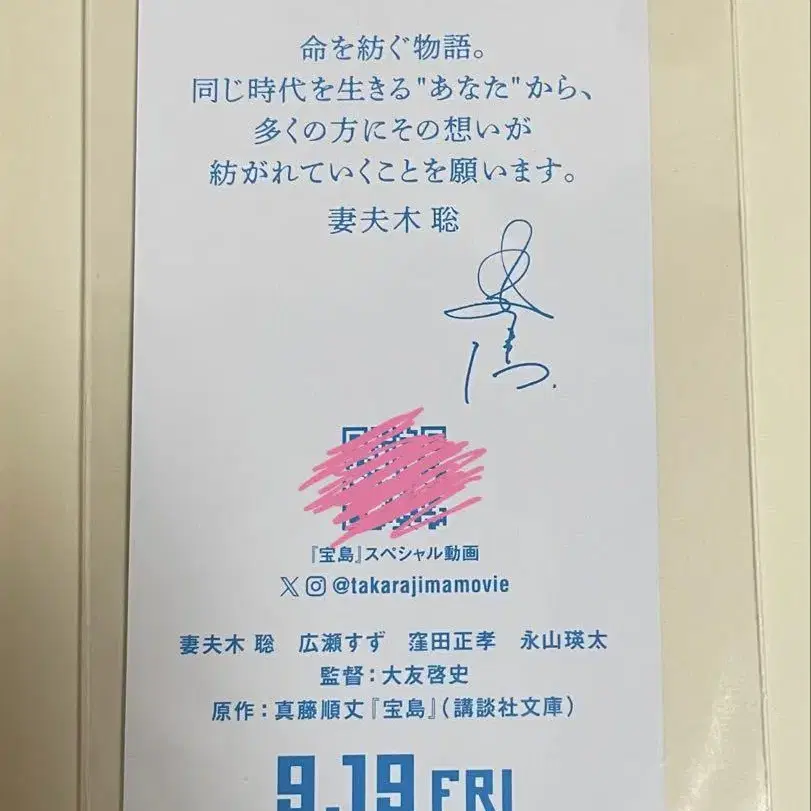 命を紡ぐ物語。
同じ時代を生きる"あなた"から、
多くの方にその想いが
紡がれていくことを願います。
妻夫木 聡
『宝島』スペシャル動画
@takarajimamovie
妻夫木 聡　広瀬すず　窪田正孝　永山瑛太
監督：大友啓史
原作：真藤順丈『宝島』（講談社文庫）
9.19 FRI